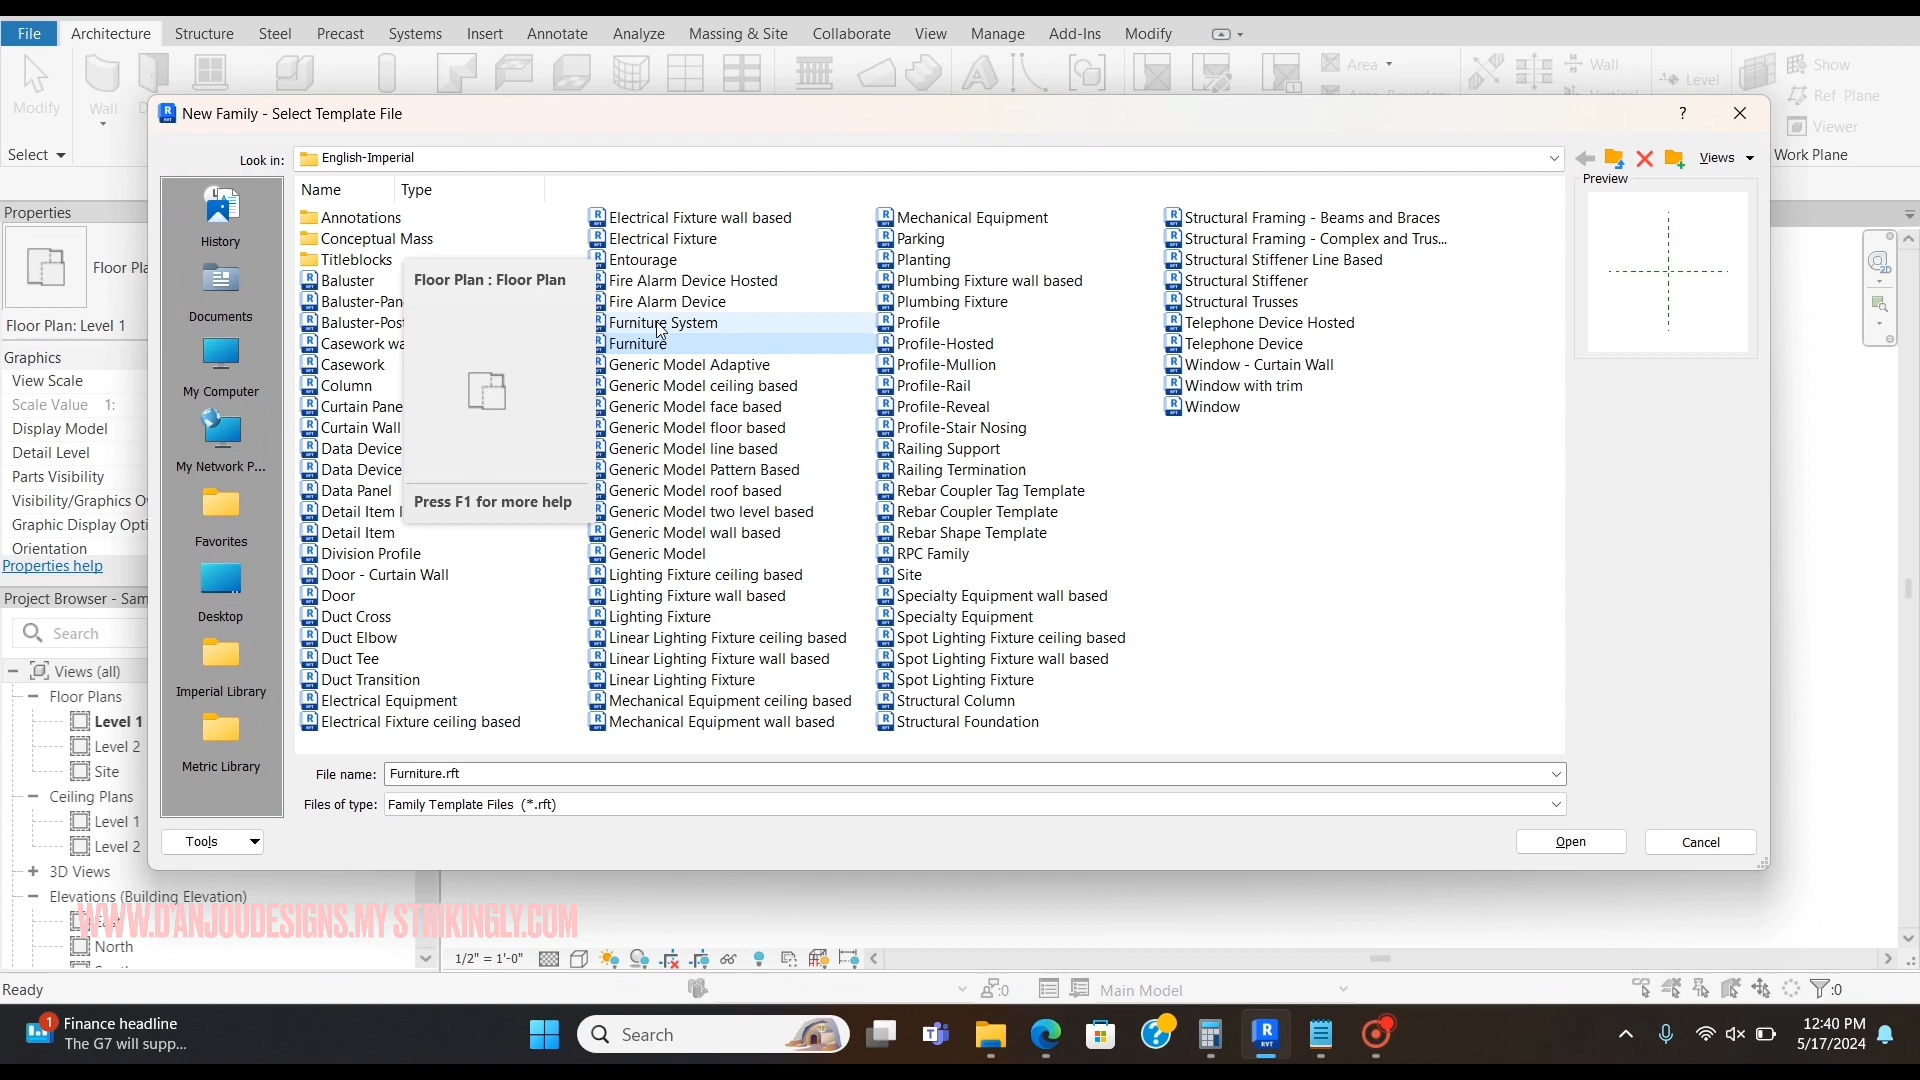 File Architecture Structure Steel Precast Systems Insert Annotate Analyze Massing & Site Collaborate View Manage Add-Ins Modify
Modify Wall Area Wall Level Show
Ref Plane
Viewer
Select Work Plane
New Family - Select Template File
Look in: English-Imperial Views
Preview
Name Type
History
Documents
My Computer
My Network P...
Favorites
Desktop
Imperial Library
Metric Library
Annotations
Conceptual Mass
Titleblocks
Baluster
Baluster-Pan
Baluster-Post
Casework wa
Casework
Column
Curtain Pane
Curtain Wall
Data Device
Data Device
Data Panel
Detail Item
Detail Item
Division Profile
Door - Curtain Wall
Door
Duct Cross
Duct Elbow
Duct Tee
Duct Transition
Electrical Equipment
Electrical Fixture ceiling based
Floor Plan : Floor Plan
Press F1 for more help
Electrical Fixture wall based
Electrical Fixture
Entourage
Fire Alarm Device Hosted
Fire Alarm Device
Furniture System
Furniture
Generic Model Adaptive
Generic Model ceiling based
Generic Model face based
Generic Model floor based
Generic Model line based
Generic Model Pattern Based
Generic Model roof based
Generic Model two level based
Generic Model wall based
Generic Model
Lighting Fixture ceiling based
Lighting Fixture wall based
Lighting Fixture
Linear Lighting Fixture ceiling based
Linear Lighting Fixture wall based
Linear Lighting Fixture
Mechanical Equipment ceiling based
Mechanical Equipment wall based
Mechanical Equipment
Parking
Planting
Plumbing Fixture wall based
Plumbing Fixture
Profile
Profile-Hosted
Profile-Mullion
Profile-Rail
Profile-Reveal
Profile-Stair Nosing
Railing Support
Railing Termination
Rebar Coupler Tag Template
Rebar Coupler Template
Rebar Shape Template
RPC Family
Site
Specialty Equipment wall based
Specialty Equipment
Spot Lighting Fixture ceiling based
Spot Lighting Fixture wall based
Spot Lighting Fixture
Structural Column
Structural Foundation
Structural Framing - Beams and Braces
Structural Framing - Complex and Trus...
Structural Stiffener Line Based
Structural Stiffener
Structural Trusses
Telephone Device Hosted
Telephone Device
Window - Curtain Wall
Window with trim
Window
File name: Furniture.rft
Files of type: Family Template Files (*.rft)
Tools Open Cancel
Properties
Floor Pla
Floor Plan: Level 1
Graphics
View Scale
Scale Value 1:
Display Model
Detail Level
Parts Visibility
Visibility/Graphics O
Graphic Display Opti
Orientation
Properties help
Project Browser - Sam
Search
Views (all)
Floor Plans
Level 1
Level 2
Site
Ceiling Plans
Level 1
Level 2
3D Views
Elevations (Building Elevation)
North
WWW.D'ANJOUDESIGNS.MY STRIKINGLY.COM
1/2" = 1'-0"
Ready :0 Main Model :0
1 Finance headline
The G7 will supp...
Search
12:40 PM
5/17/2024